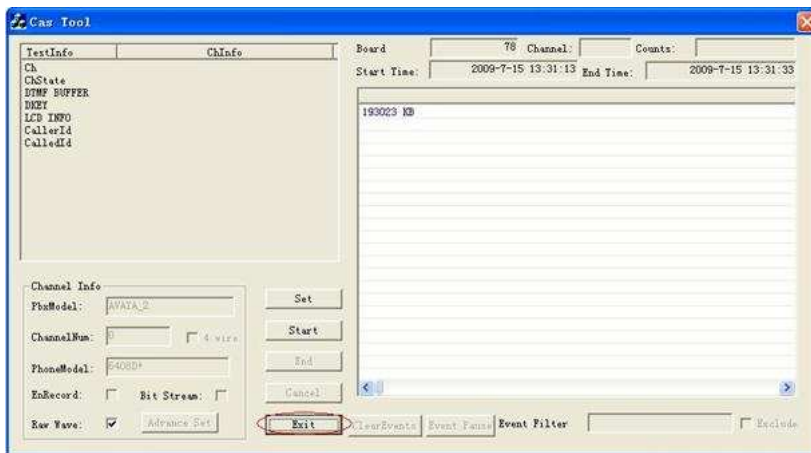 Cas Tool
TestInfo ChInfo
Ch
ChState
DTMF BUFFER
DKEY
LCD INFO
CallerId
CalledId
Board 78 Channel: Counts:
Start Time: 2009-7-15 13:31:13 End Time: 2009-7-15 13:31:33
193023 KB
Channel Info
PbxModel: AVATA_2
ChannelNum: 0 4 wire
PhoneModel: 6408D+
EnRecord: Bit Stream:
Raw Wave: Advance Set
Set
Start
End
Cancel
Exit
ClearEvents Event Pause Event Filter Exclude